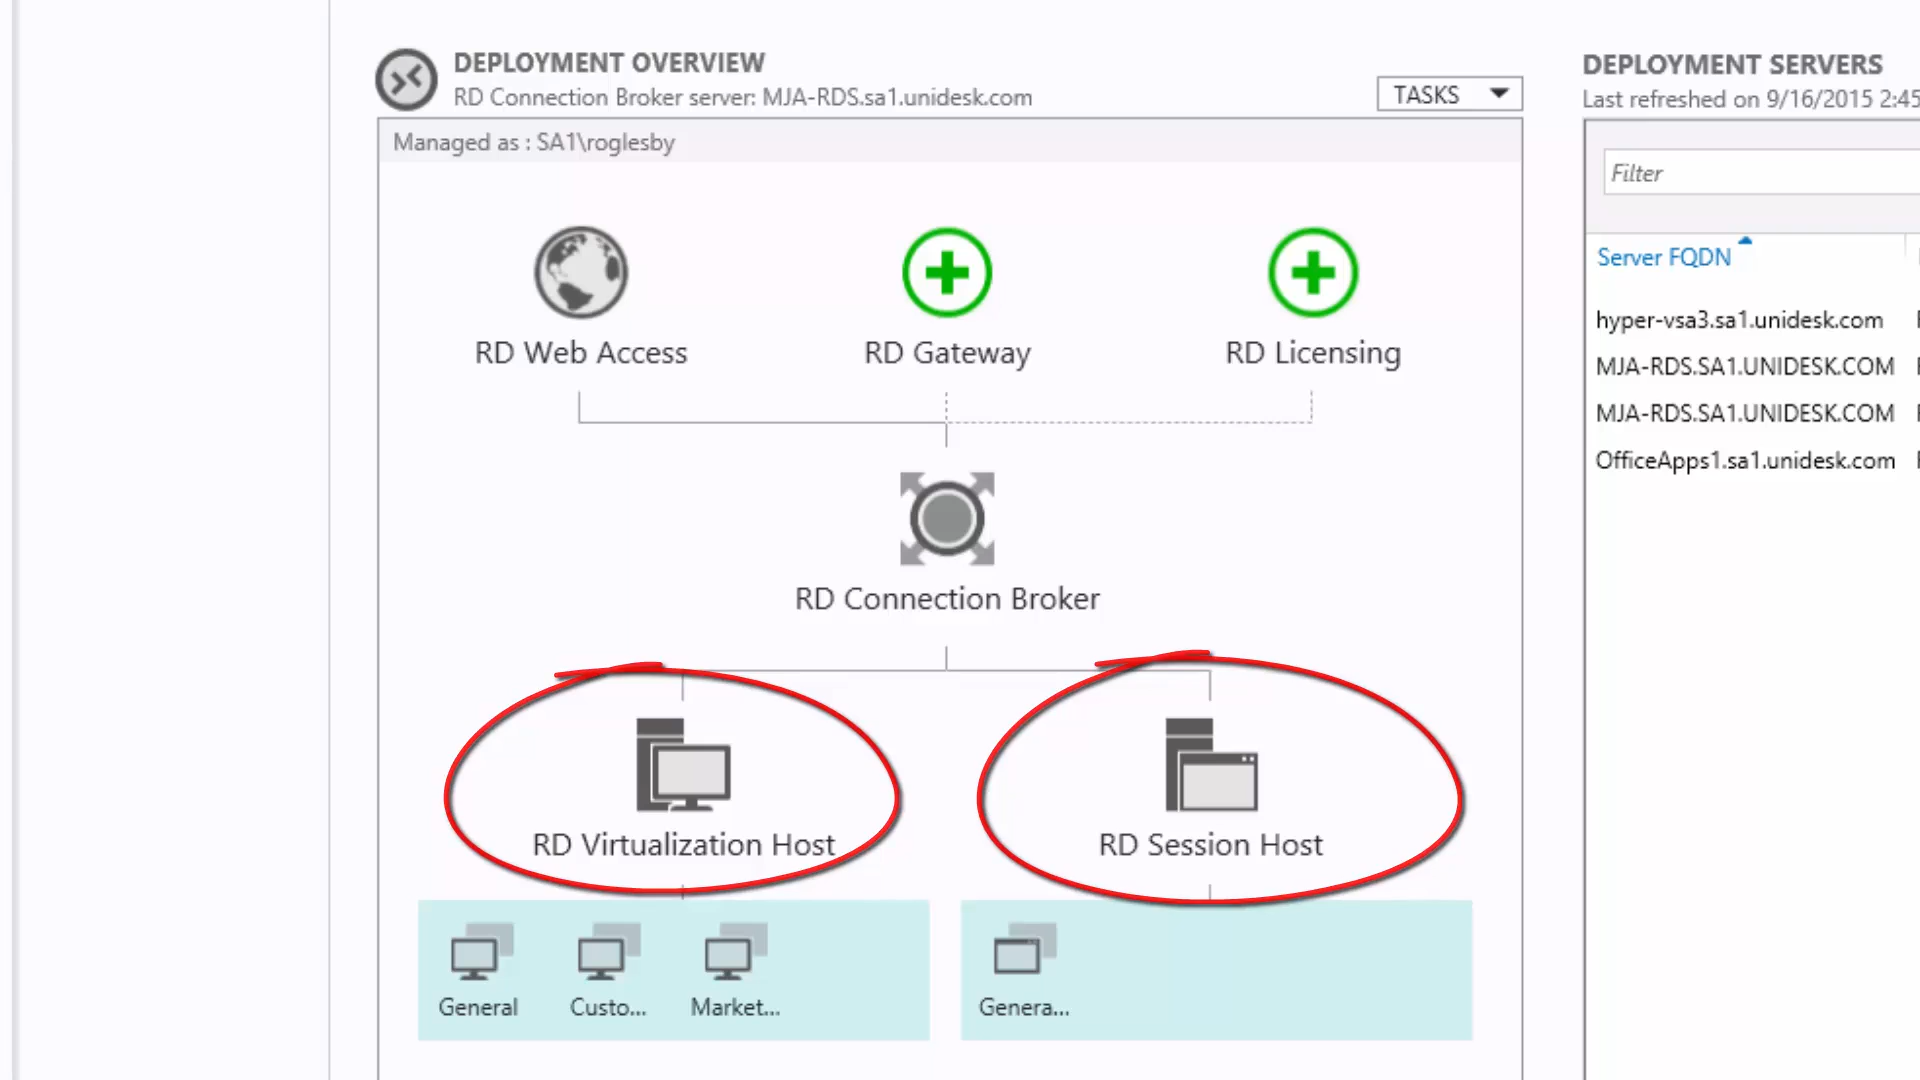 DEPLOYMENT OVERVIEW
RD Connection Broker server: MJA-RDS.sa1.unidesk.com
TASKS
Managed as : SA1\roglesby
RD Web Access
RD Gateway
RD Licensing
RD Connection Broker
RD Virtualization Host
RD Session Host
General
Custo...
Market...
Genera...
DEPLOYMENT SERVERS
Last refreshed on 9/16/2015 2:45
Filter
Server FQDN
hyper-vsa3.sa1.unidesk.com
MJA-RDS.SA1.UNIDESK.COM
MJA-RDS.SA1.UNIDESK.COM
OfficeApps1.sa1.unidesk.com